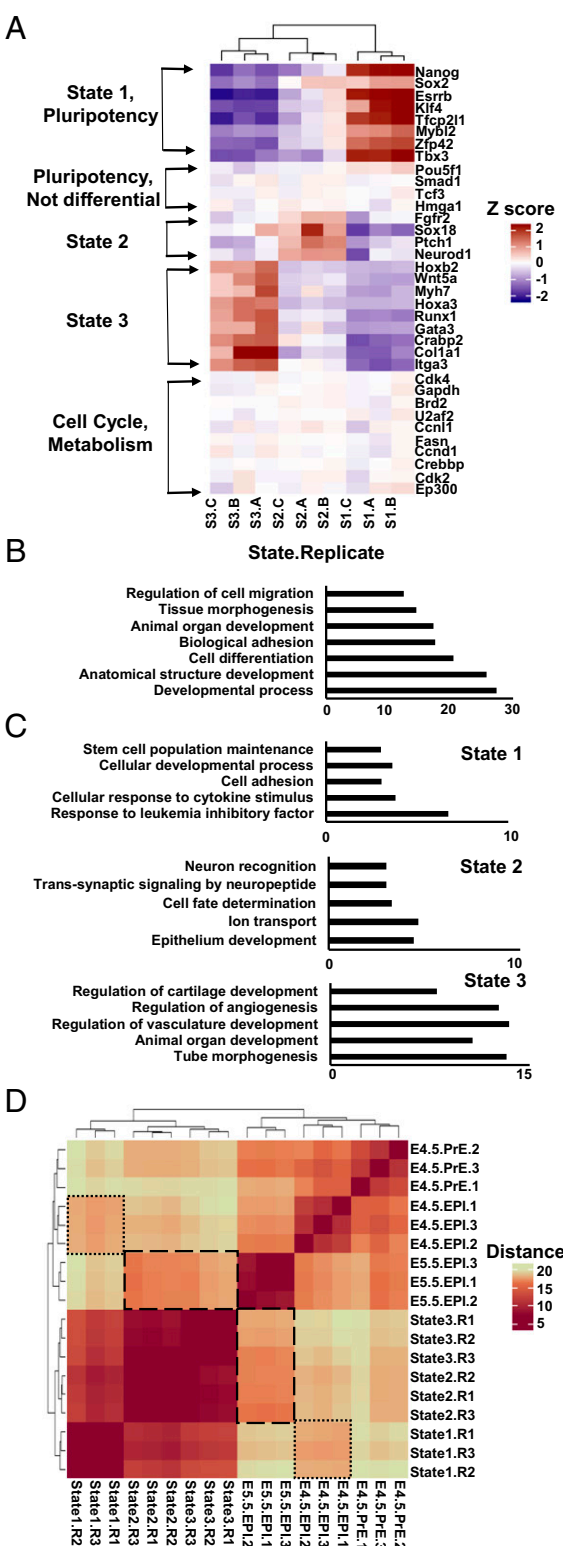 A
State 1,
Pluripotency
Pluripotency,
Not differential
State 2
State 3
Cell Cycle,
Metabolism
Nanog
Sox2
Esrrb
Klf4
Tfcp2l1
Mybl2
Zfp42
Tbx3
Pou5f1
Smad1
Tcf3
Hmga1
Fgfr2
Sox18
Ptch1
Neurod1
Hoxb2
Wnt5a
Myh7
Hoxa3
Runx1
Gata3
Crabp2
Col1a1
Itga3
Cdk4
Gapdh
Brd2
U2af2
Ccnl1
Fasn
Ccnd1
Crebbp
Cdk2
Ep300
Z score
2
1
0
-1
-2
S3.C
S3.B
S3.A
S2.C
S2.A
S2.B
S1.C
S1.A
S1.B
State.Replicate
B
Regulation of cell migration
Tissue morphogenesis
Animal organ development
Biological adhesion
Cell differentiation
Anatomical structure development
Developmental process
0 10 20 30
C
State 1
Stem cell population maintenance
Cellular developmental process
Cell adhesion
Cellular response to cytokine stimulus
Response to leukemia inhibitory factor
0 10
State 2
Neuron recognition
Trans-synaptic signaling by neuropeptide
Cell fate determination
Ion transport
Epithelium development
0 10
State 3
Regulation of cartilage development
Regulation of angiogenesis
Regulation of vasculature development
Animal organ development
Tube morphogenesis
0 15
D
E4.5.PrE.2
E4.5.PrE.3
E4.5.PrE.1
E4.5.EPI.1
E4.5.EPI.3
E4.5.EPI.2
E5.5.EPI.3
E5.5.EPI.1
E5.5.EPI.2
State3.R1
State3.R2
State3.R3
State2.R2
State2.R1
State2.R3
State1.R1
State1.R3
State1.R2
Distance
20
15
10
5
State1.R2
State1.R3
State1.R1
State2.R3
State2.R1
State2.R2
State3.R3
State3.R2
State3.R1
E5.5.EPI.2
E5.5.EPI.1
E5.5.EPI.3
E4.5.EPI.2
E4.5.EPI.3
E4.5.EPI.1
E4.5.PrE.1
E4.5.PrE.3
E4.5.PrE.2